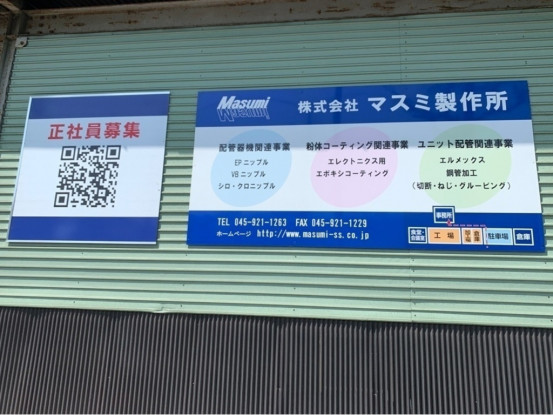 正社員募集
Masumi
株式会社 マスミ製作所
配管器機関連事業
EPニップル
VBニップル
シロ・クロニップル
粉体コーティング関連事業
エレクトニクス用
エポキシコーティング
ユニット配管関連事業
エルメックス
鋼管加工
(切断・ねじ・グルービング)
TEL 045-921-1263 FAX 045-921-1229
ホームページ http://www.masumi-ss.co.jp
事務所
食堂・会議室
工場
駐車場
倉庫